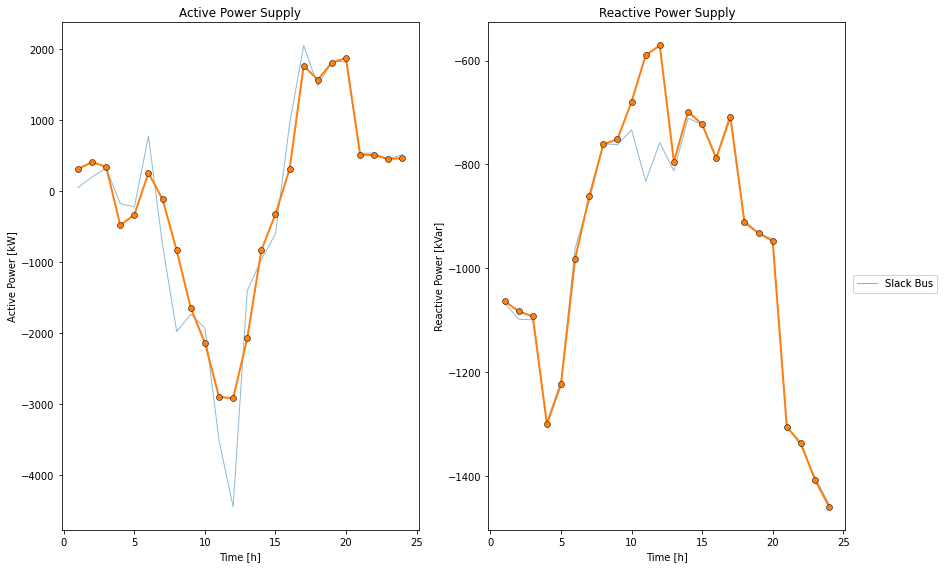 Active Power Supply
Active Power [kW]
2000
1000
0
−1000
−2000
−3000
−4000
0 5 10 15 20 25
Time [h]
Reactive Power Supply
Reactive Power [kVar]
−600
−800
−1000
−1200
−1400
0 5 10 15 20 25
Time [h]
Slack Bus